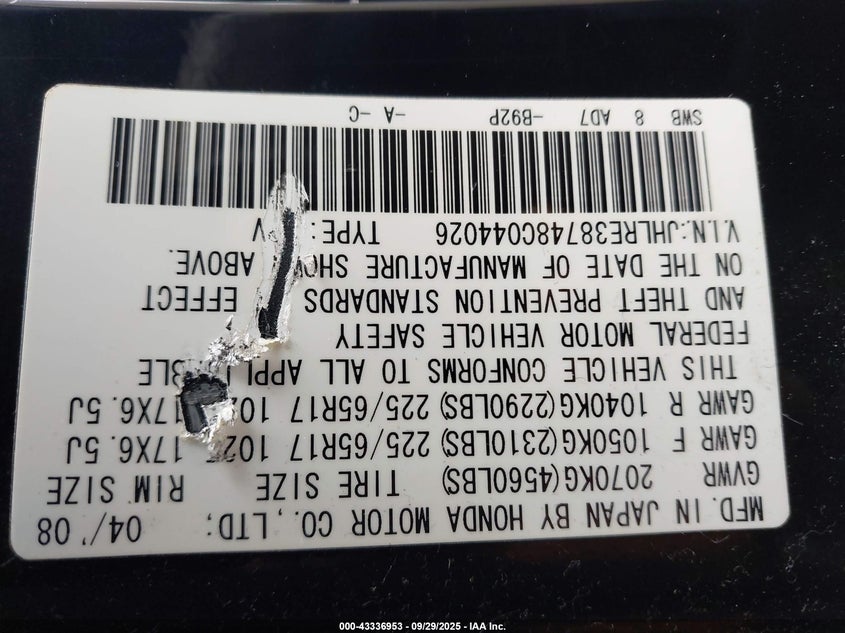 MFD. IN JAPAN BY HONDA MOTOR CO., LTD: 04/'08
GVWR 2070KG(4560LBS) TIRE SIZE RIM SIZE
GAWR F 1050KG(2310LBS) 225/65R17 102 17X6.5J
GAWR R 1040KG(2290LBS) 225/65R17 102 17X6.5J
THIS VEHICLE CONFORMS TO ALL
FEDERAL MOTOR VEHICLE SAFETY
AND THEFT PREVENTION STANDARDS EFFECT
ON THE DATE OF MANUFACTURE ABOVE.
V.I.N:JHLRE38748C044026 TYPE:
SWB 8 AD7 -B92P -A -C
000-43336953 - 09/29/2025 - IAA Inc.